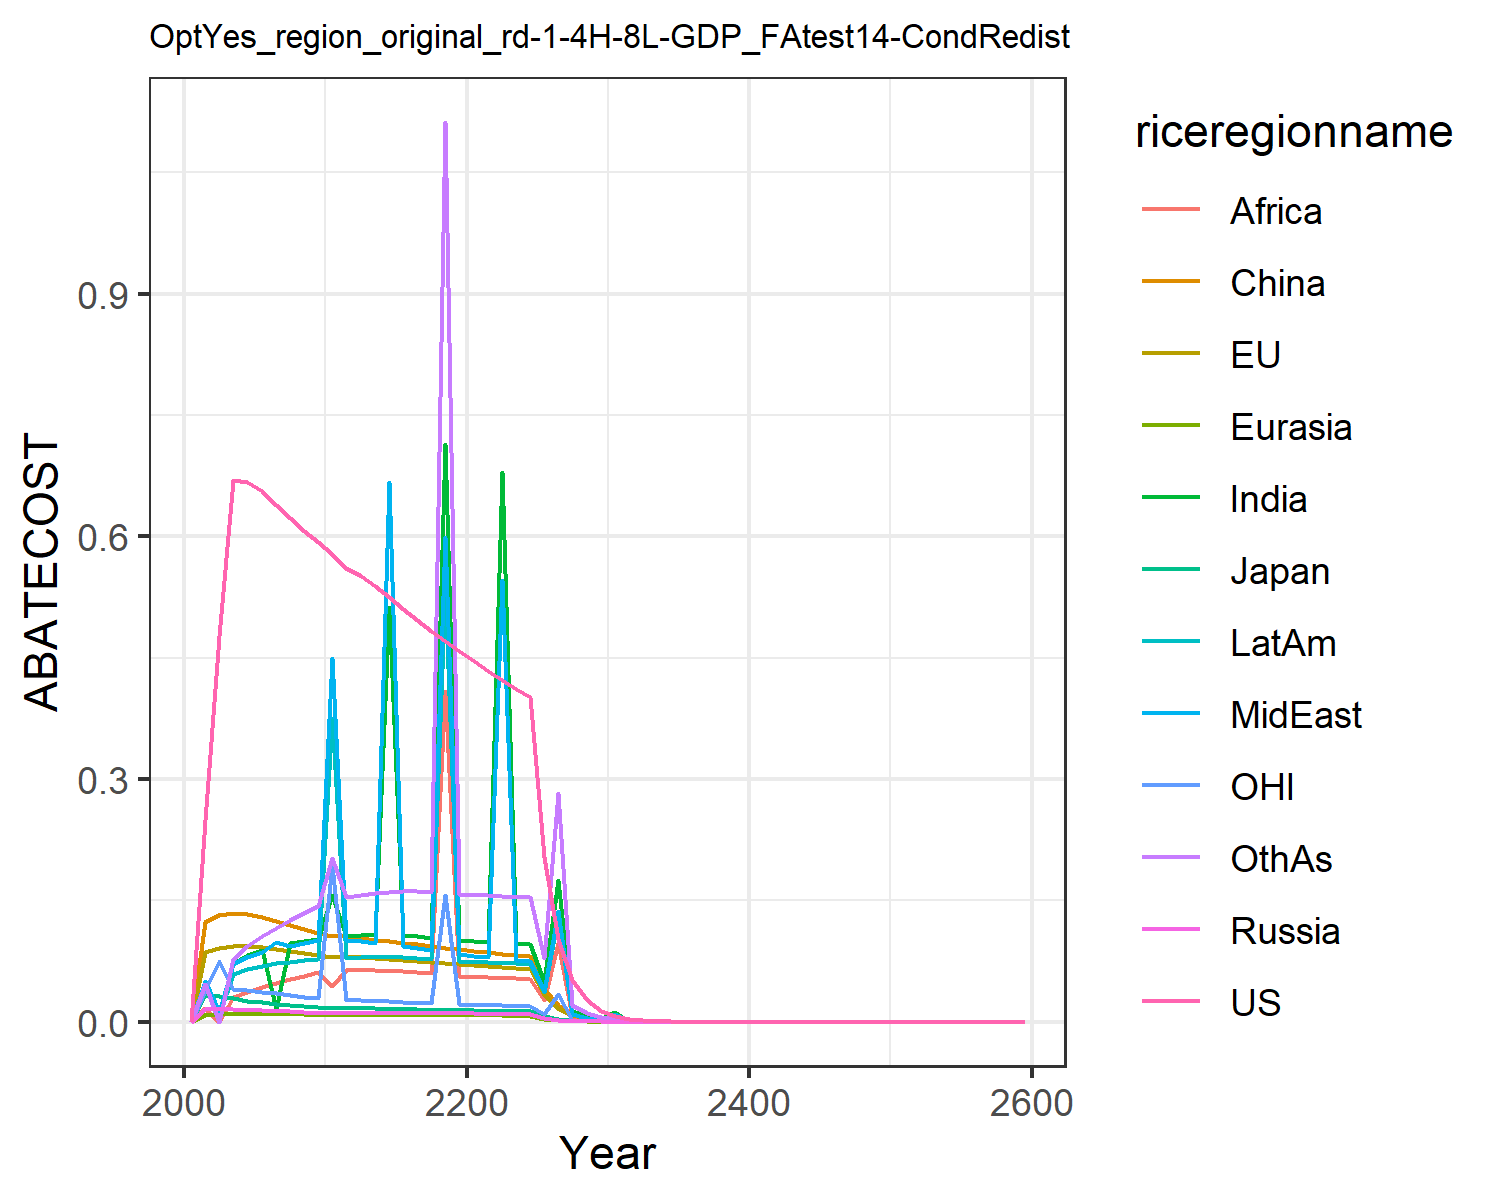 OptYes_region_original_rd-1-4H-8L-GDP_FAtest14-CondRedist
ABATECOST
0.9
0.6
0.3
0.0
2000
2200
2400
2600
Year
riceregionname
Africa
China
EU
Eurasia
India
Japan
LatAm
MidEast
OHI
OthAs
Russia
US